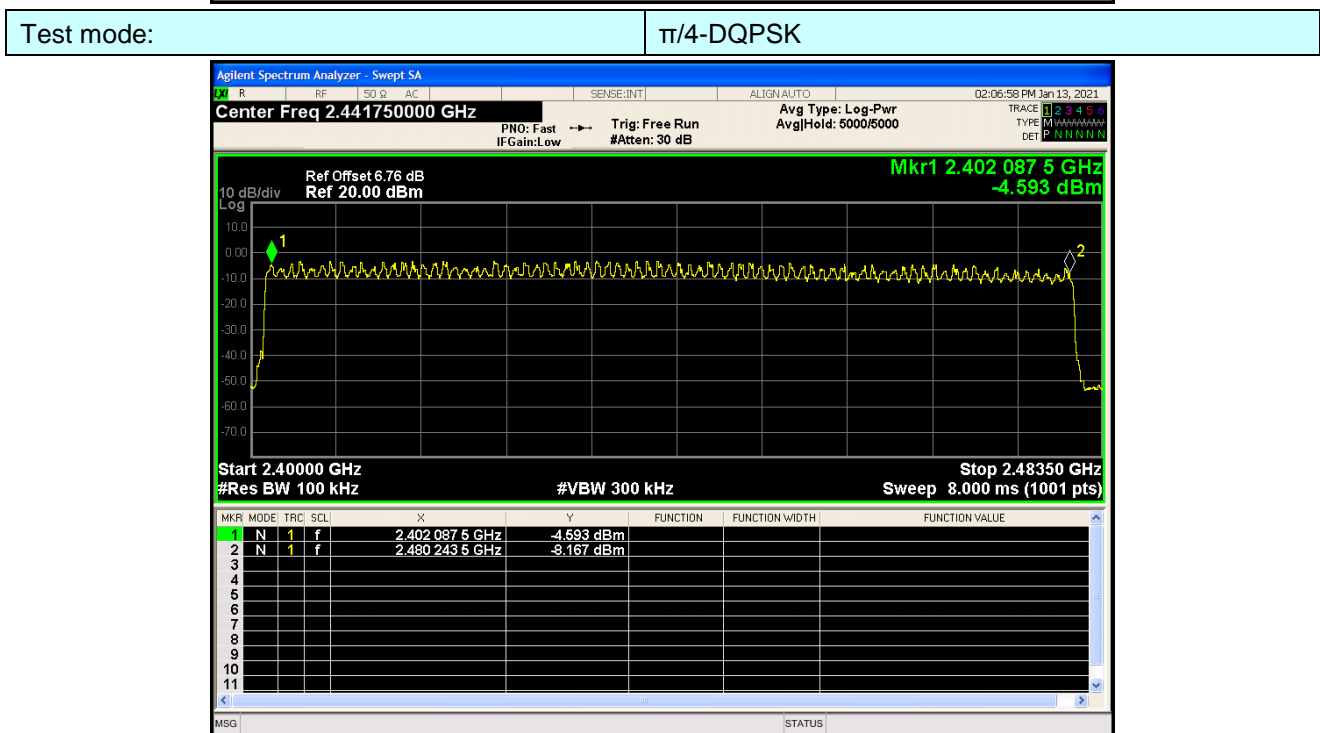 Test mode: π/4-DQPSK
Agilent Spectrum Analyzer - Swept SA
LXI R RF 50 Ω AC SENSE:INT ALIGN AUTO 02:06:58 PM Jan 13, 2021
Center Freq 2.441750000 GHz Avg Type: Log-Pwr TRACE 1 2 3 4 5 6
PNO: Fast Trig: Free Run Avg|Hold: 5000/5000 TYPE M WWWWW
IFGain:Low #Atten: 30 dB DET P N N N N N
Mkr1 2.402 087 5 GHz
Ref Offset 6.76 dB
-4.593 dBm
10 dB/div Ref 20.00 dBm
Log
10.0
1
0.00
2
-10.0
-20.0
-30.0
-40.0
-50.0
-60.0
-70.0
Start 2.40000 GHz Stop 2.48350 GHz
#Res BW 100 kHz #VBW 300 kHz Sweep 8.000 ms (1001 pts)
MKR MODE TRC SCL X Y FUNCTION FUNCTION WIDTH FUNCTION VALUE
1 N 1 f 2.402 087 5 GHz -4.593 dBm
2 N 1 f 2.480 243 5 GHz -8.167 dBm
3
4
5
6
7
8
9
10
11
MSG STATUS